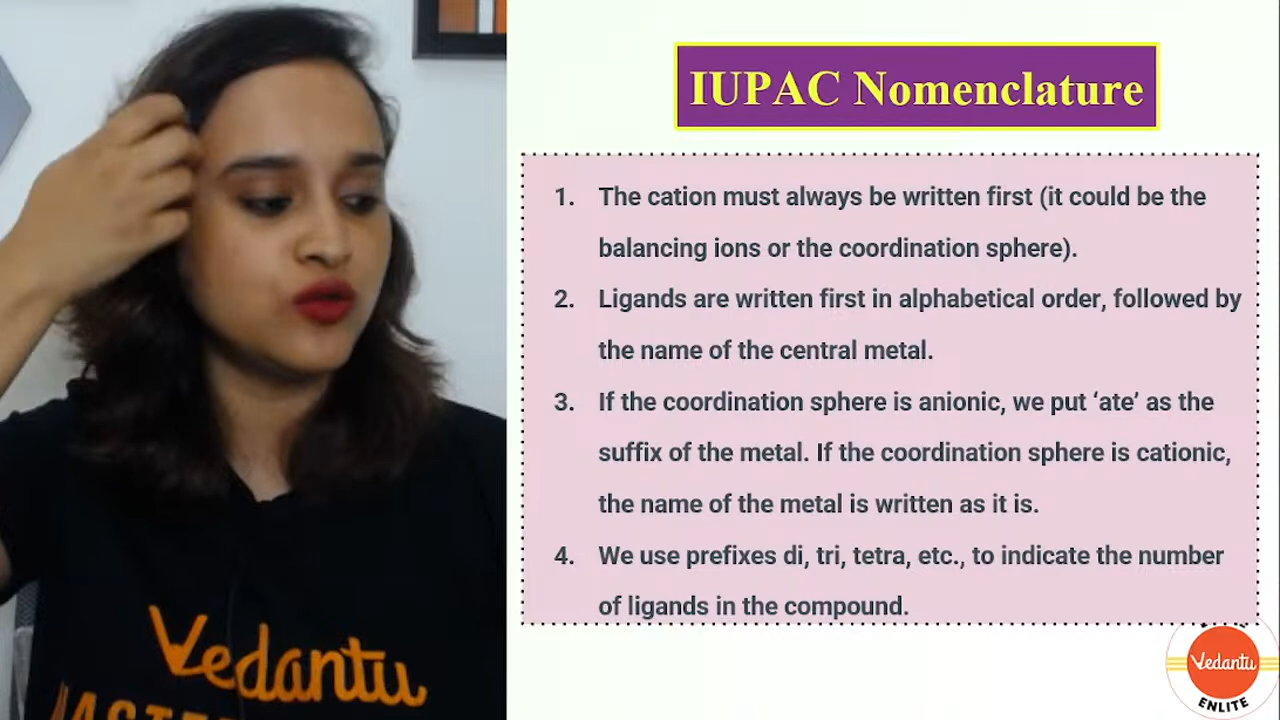 IUPAC Nomenclature
1. The cation must always be written first (it could be the
balancing ions or the coordination sphere).
2. Ligands are written first in alphabetical order, followed by
the name of the central metal.
3. If the coordination sphere is anionic, we put ‘ate’ as the
suffix of the metal. If the coordination sphere is cationic,
the name of the metal is written as it is.
4. We use prefixes di, tri, tetra, etc., to indicate the number
of ligands in the compound.
Vedantu
Vedantu
ENLITE